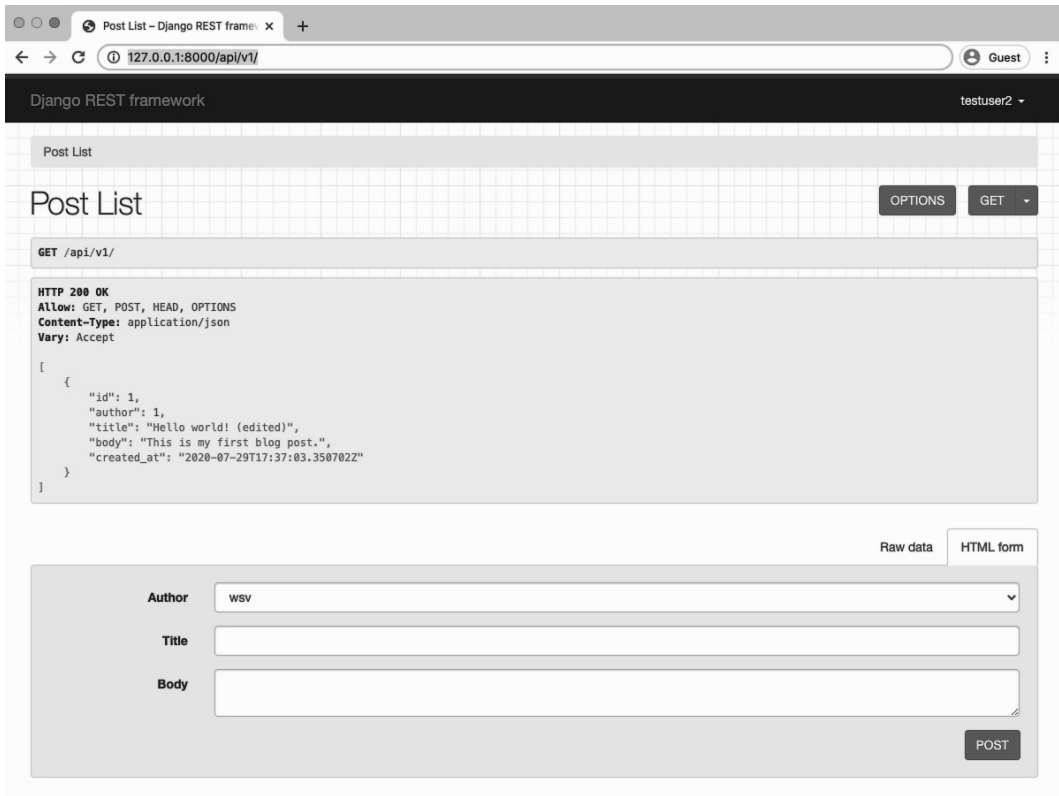 Post List – Django REST framew
127.0.0.1:8000/api/v1/
Guest
Django REST framework
testuser2
Post List
Post List
OPTIONS
GET
GET /api/v1/
HTTP 200 OK
Allow: GET, POST, HEAD, OPTIONS
Content-Type: application/json
Vary: Accept
[
{
"id": 1,
"author": 1,
"title": "Hello world! (edited)",
"body": "This is my first blog post.",
"created_at": "2020-07-29T17:37:03.350702Z"
}
]
Raw data
HTML form
Author
wsv
Title
Body
POST